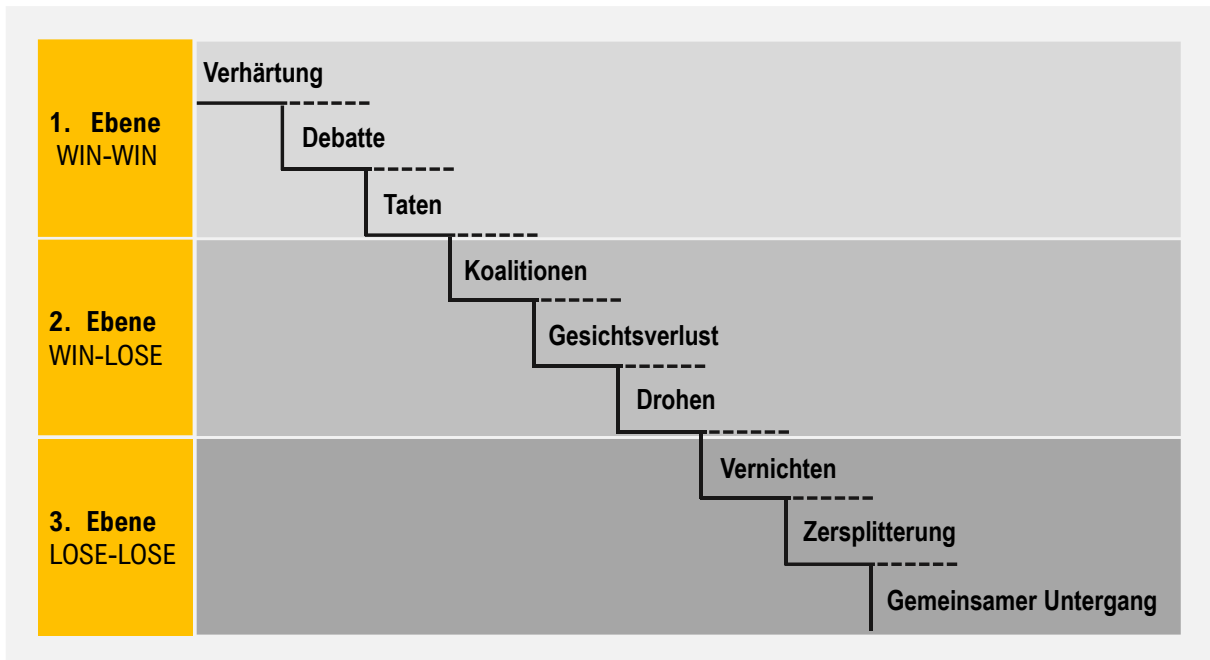 Verhärtung
1. Ebene
WIN-WIN
Debatte
Taten
Koalitionen
2. Ebene
WIN-LOSE
Gesichtsverlust
Drohen
Vernichten
3. Ebene
LOSE-LOSE
Zersplitterung
Gemeinsamer Untergang